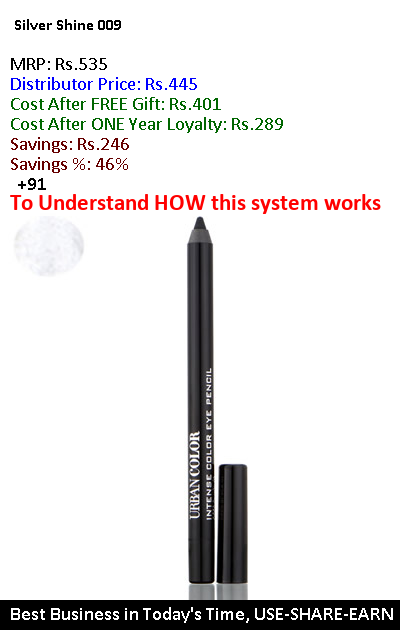 Silver Shine 009
MRP: Rs.535
Distributor Price: Rs.445
Cost After FREE Gift: Rs.401
Cost After ONE Year Loyalty: Rs.289
Savings: Rs.246
Savings %: 46%
+91
To Understand HOW this system works
URBAN COLOR
INTENSE COLOR EYE PENCIL
Best Business in Today's Time, USE-SHARE-EARN